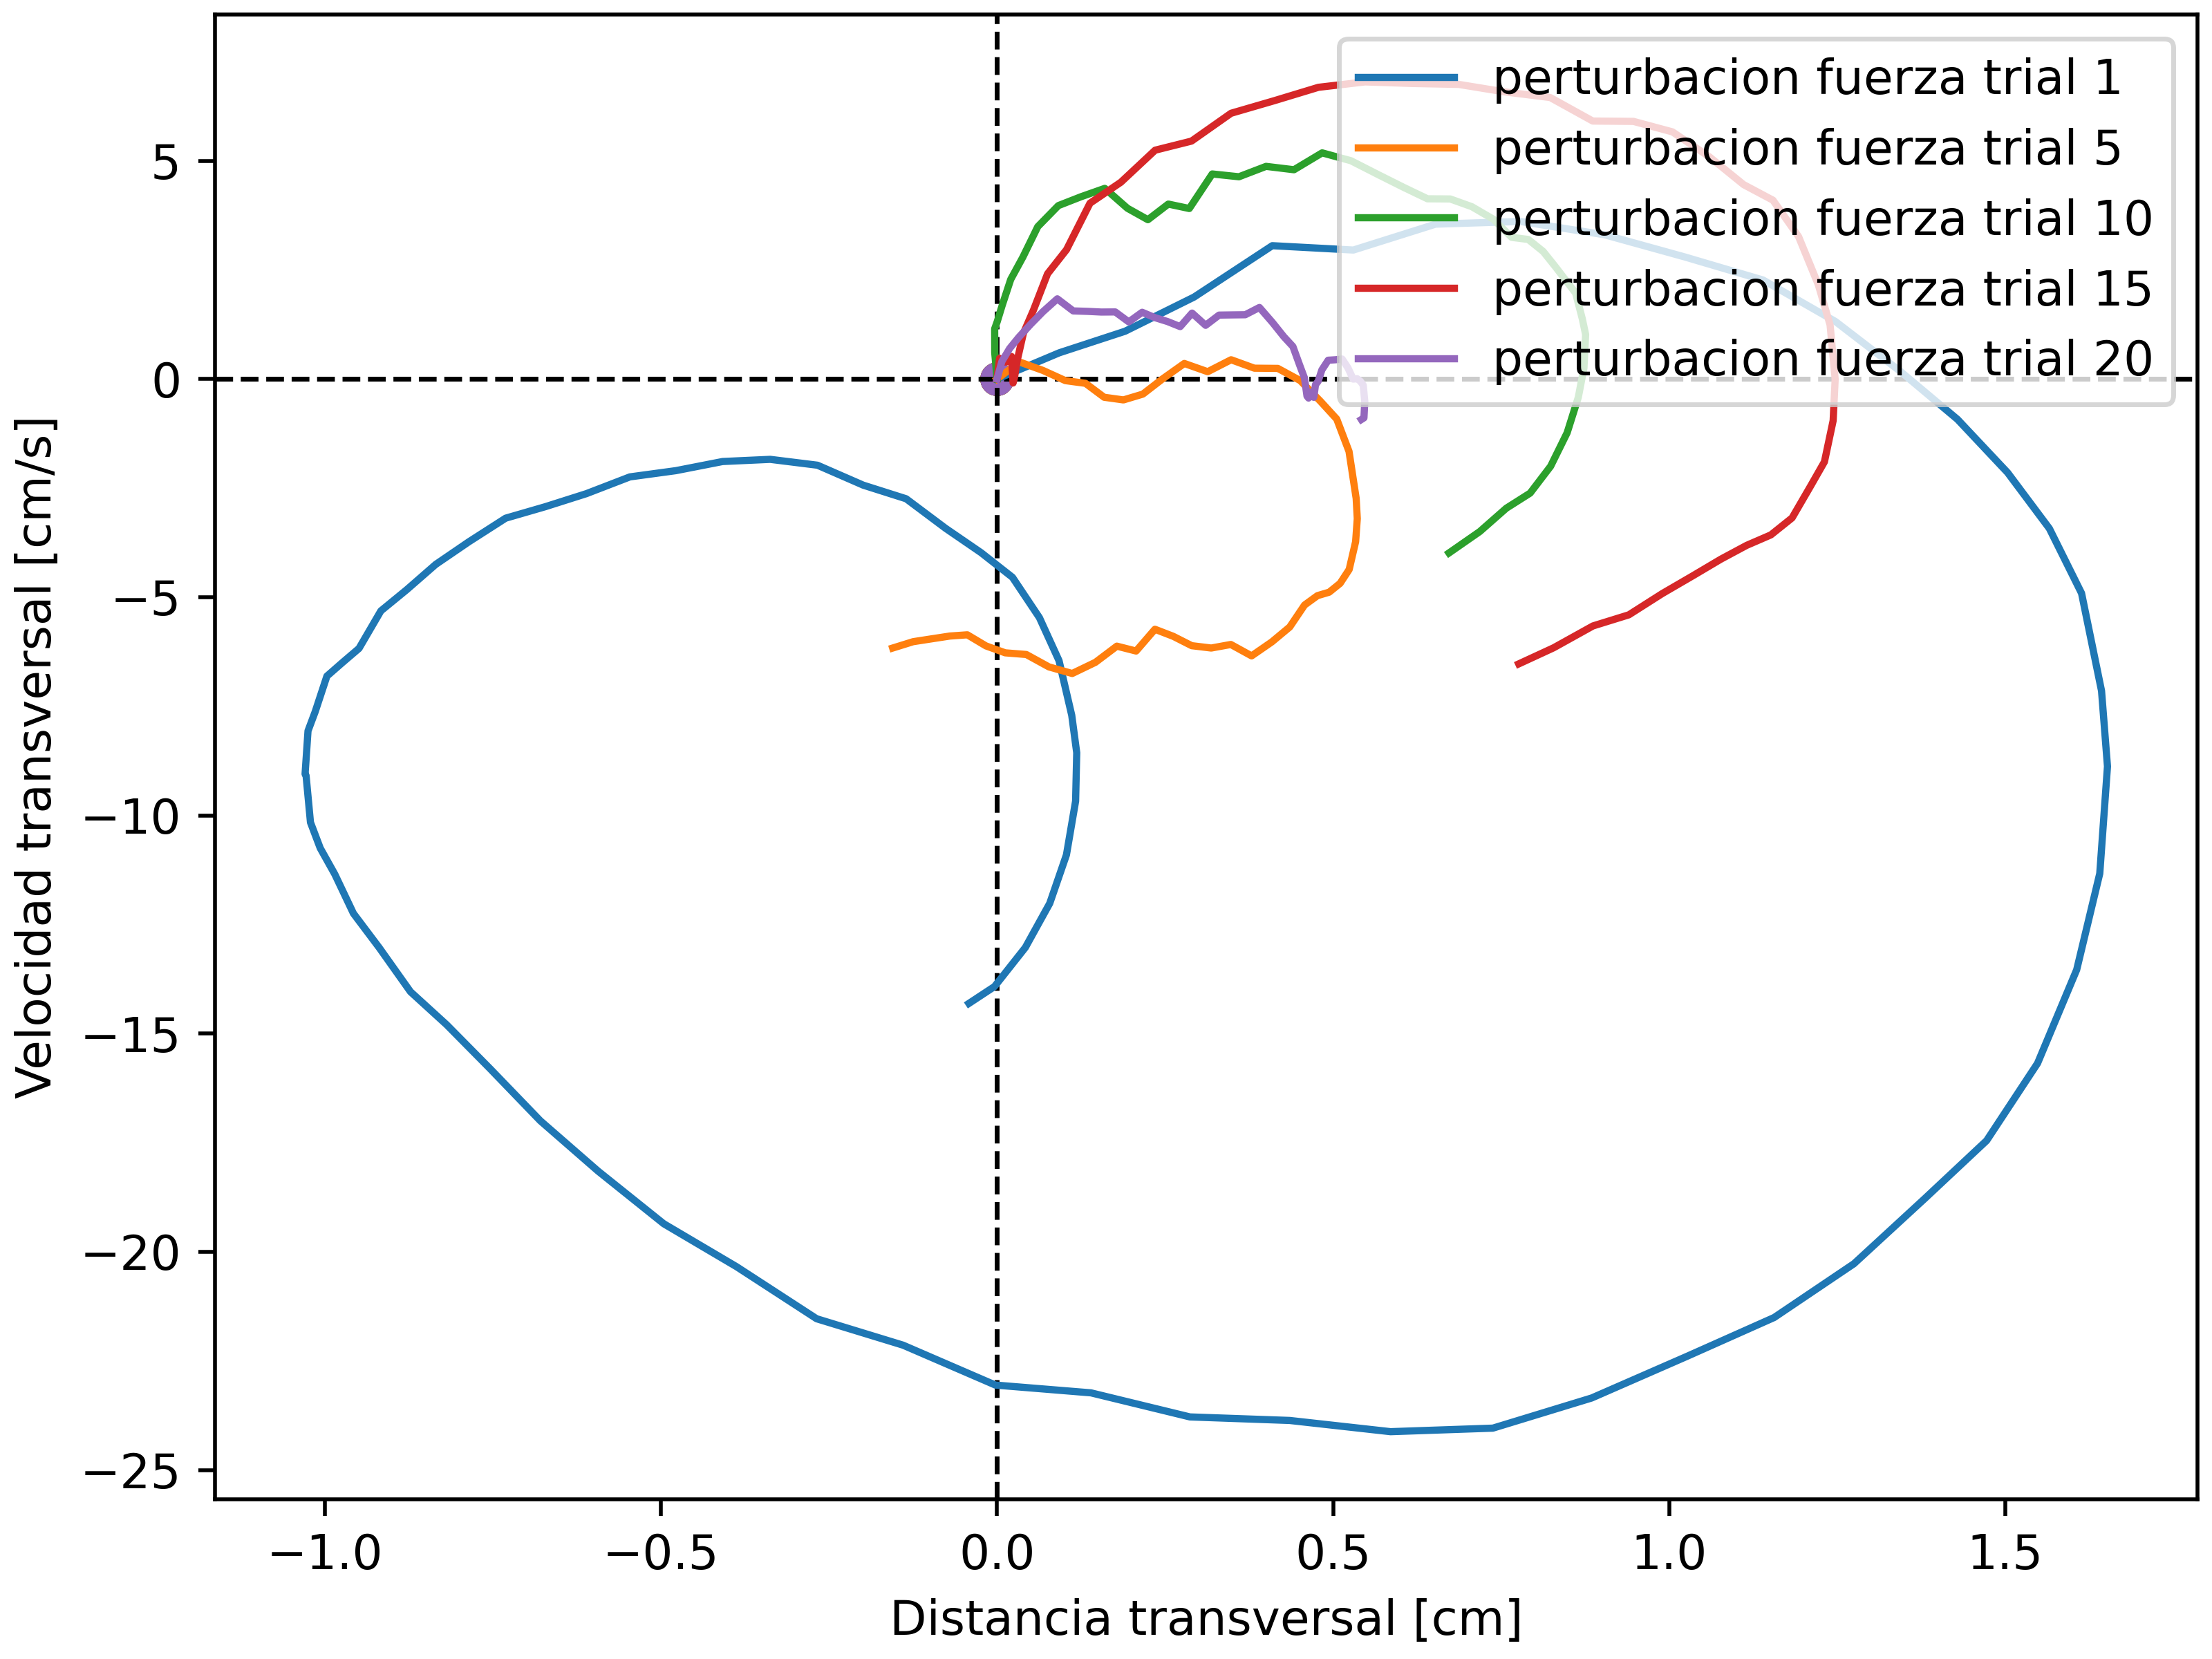 perturbacion fuerza trial 1
perturbacion fuerza trial 5
perturbacion fuerza trial 10
perturbacion fuerza trial 15
perturbacion fuerza trial 20
5
0
−5
−10
−15
−20
−25
Velocidad transversal [cm/s]
−1.0 −0.5 0.0 0.5 1.0 1.5
Distancia transversal [cm]